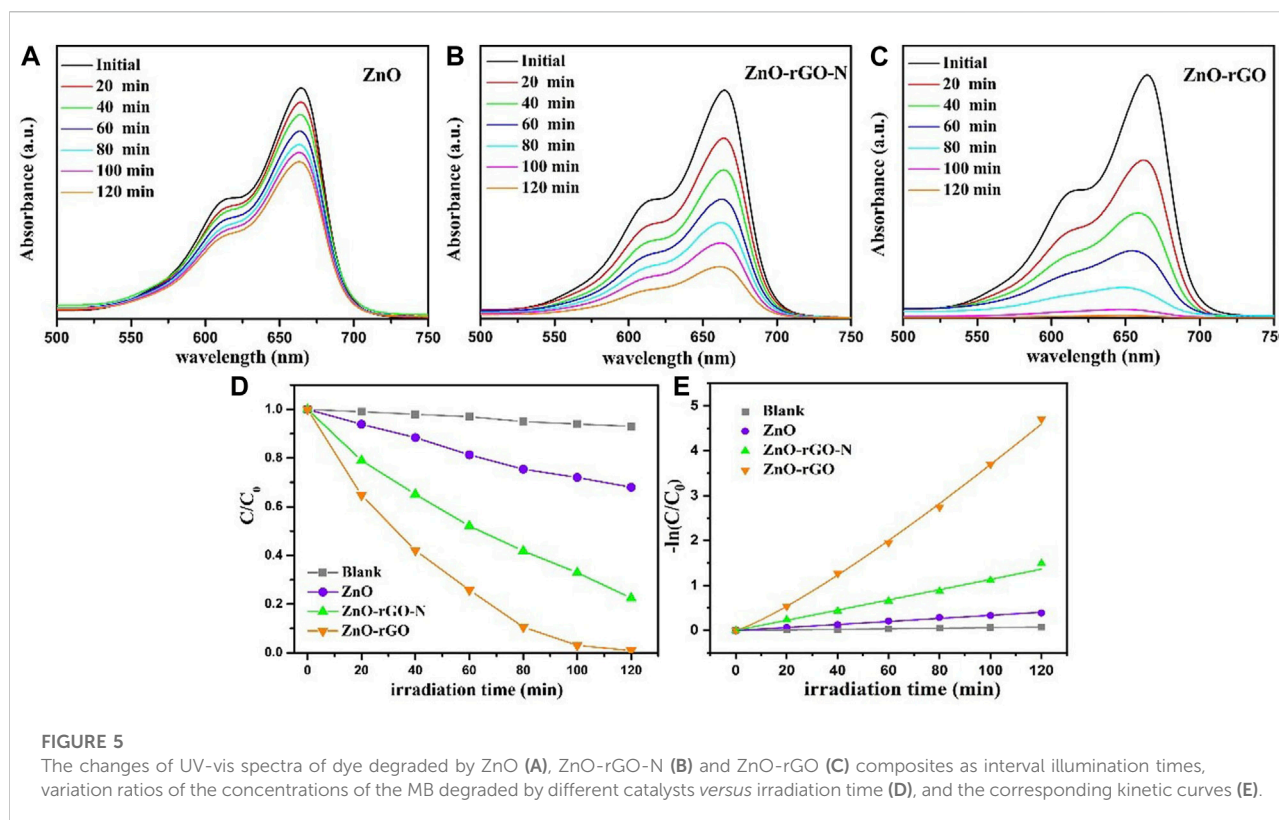 A
Initial
20 min
40 min
60 min
80 min
100 min
120 min
ZnO
Absorbance (a.u.)
500 550 600 650 700 750
wavelength (nm)
B
Initial
20 min
40 min
60 min
80 min
100 min
120 min
ZnO-rGO-N
Absorbance (a.u.)
500 550 600 650 700 750
wavelength (nm)
C
Initial
20 min
40 min
60 min
80 min
100 min
120 min
ZnO-rGO
Absorbance (a.u.)
500 550 600 650 700 750
wavelength (nm)
D
1.0
0.8
0.6
0.4
0.2
0.0
C/C0
Blank
ZnO
ZnO-rGO-N
ZnO-rGO
0 20 40 60 80 100 120
irradiation time (min)
E
5
4
3
2
1
0
-ln(C/C0)
Blank
ZnO
ZnO-rGO-N
ZnO-rGO
0 20 40 60 80 100 120
irradiation time (min)
FIGURE 5
The changes of UV-vis spectra of dye degraded by ZnO (A), ZnO-rGO-N (B) and ZnO-rGO (C) composites as interval illumination times,
variation ratios of the concentrations of the MB degraded by different catalysts versus irradiation time (D), and the corresponding kinetic curves (E).